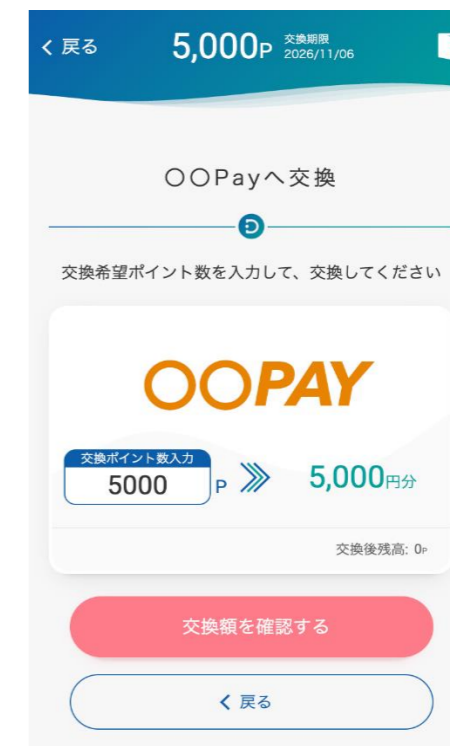 戻る
5,000P 交換期限
2026/11/06
〇〇Payへ交換
交換希望ポイント数を入力して、交換してください
〇〇PAY
交換ポイント数入力
5000 P 5,000円分
交換後残高: 0P
交換額を確認する
戻る